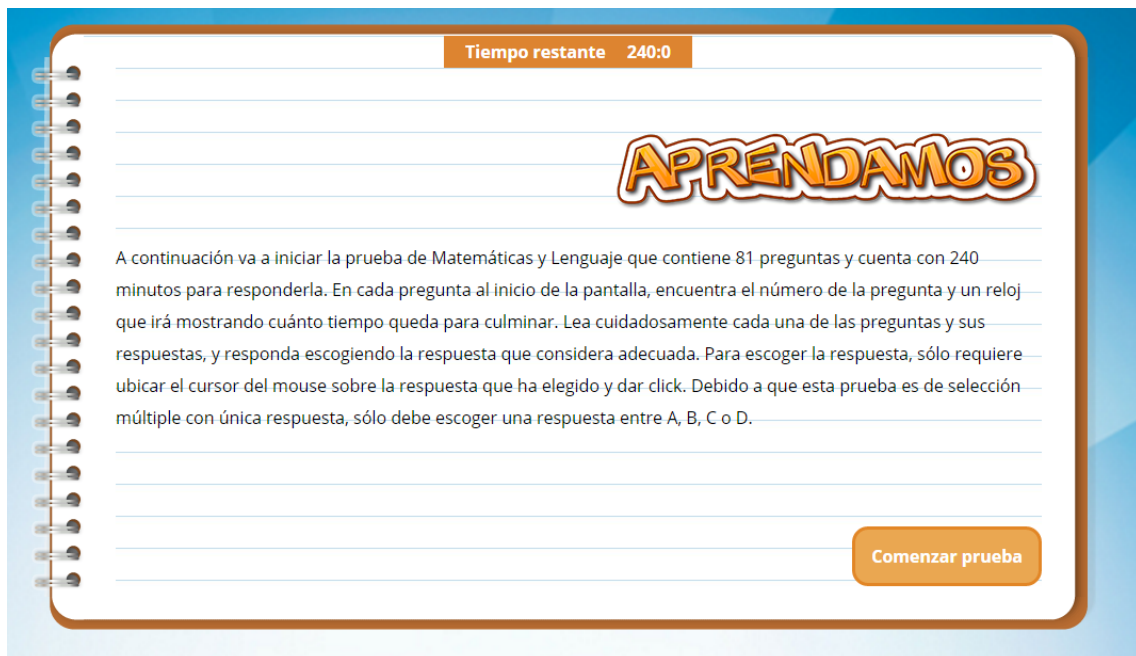 Tiempo restante 240:0
APRENDAMOS
A continuación va a iniciar la prueba de Matemáticas y Lenguaje que contiene 81 preguntas y cuenta con 240
minutos para responderla. En cada pregunta al inicio de la pantalla, encuentra el número de la pregunta y un reloj
que irá mostrando cuánto tiempo queda para culminar. Lea cuidadosamente cada una de las preguntas y sus
respuestas, y responda escogiendo la respuesta que considera adecuada. Para escoger la respuesta, sólo requiere
ubicar el cursor del mouse sobre la respuesta que ha elegido y dar click. Debido a que esta prueba es de selección
múltiple con única respuesta, sólo debe escoger una respuesta entre A, B, C o D.
Comenzar prueba